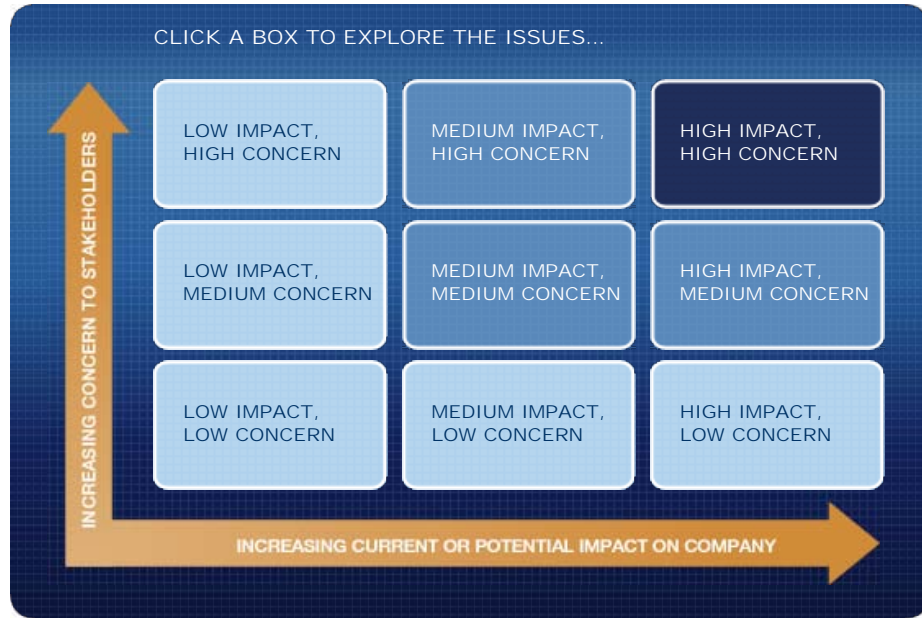 CLICK A BOX TO EXPLORE THE ISSUES...
INCREASING CONCERN TO STAKEHOLDERS
LOW IMPACT,
HIGH CONCERN
MEDIUM IMPACT,
HIGH CONCERN
HIGH IMPACT,
HIGH CONCERN
LOW IMPACT,
MEDIUM CONCERN
MEDIUM IMPACT,
MEDIUM CONCERN
HIGH IMPACT,
MEDIUM CONCERN
LOW IMPACT,
LOW CONCERN
MEDIUM IMPACT,
LOW CONCERN
HIGH IMPACT,
LOW CONCERN
INCREASING CURRENT OR POTENTIAL IMPACT ON COMPANY